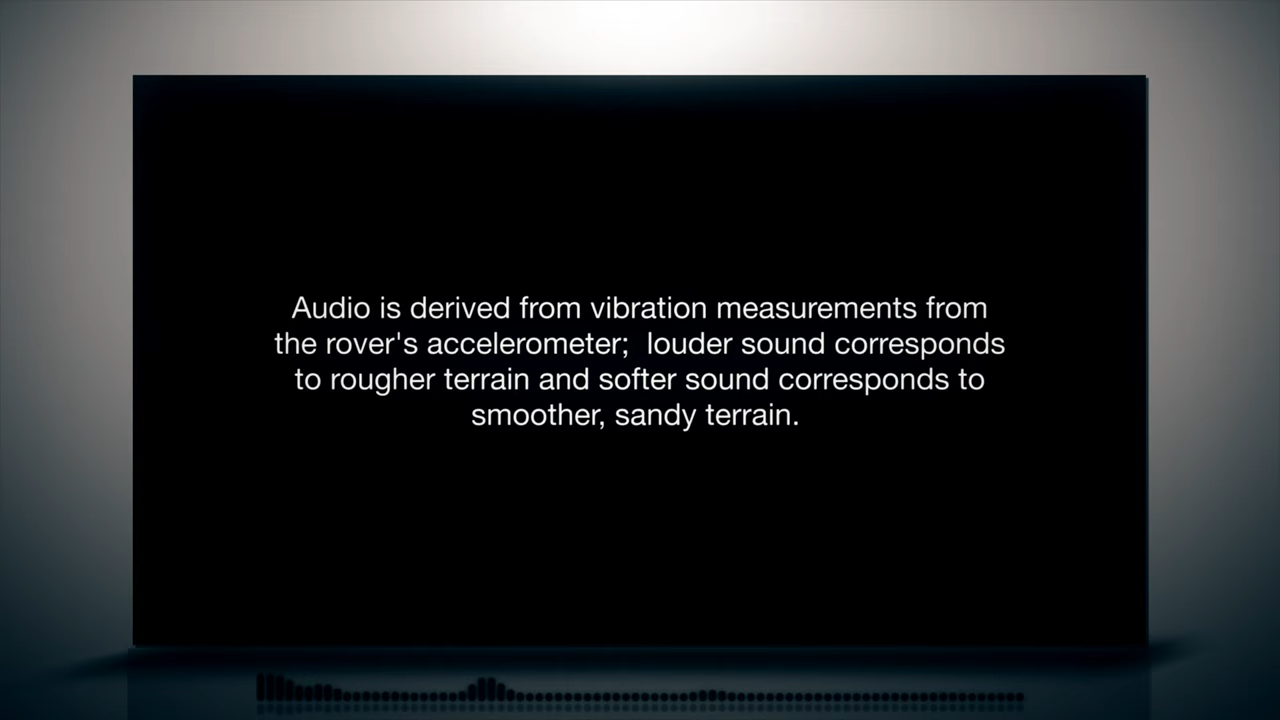 Audio is derived from vibration measurements from
the rover's accelerometer;  louder sound corresponds
to rougher terrain and softer sound corresponds to
smoother, sandy terrain.